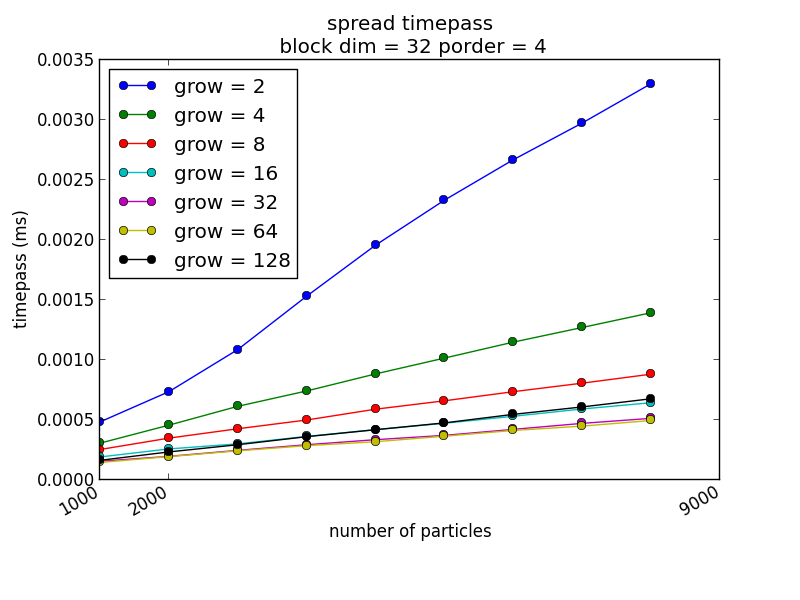 spread timepass
block dim = 32 porder = 4
0.0035
0.0030
0.0025
0.0020
0.0015
0.0010
0.0005
0.0000
timepass (ms)
grow = 2
grow = 4
grow = 8
grow = 16
grow = 32
grow = 64
grow = 128
1000
2000
9000
number of particles